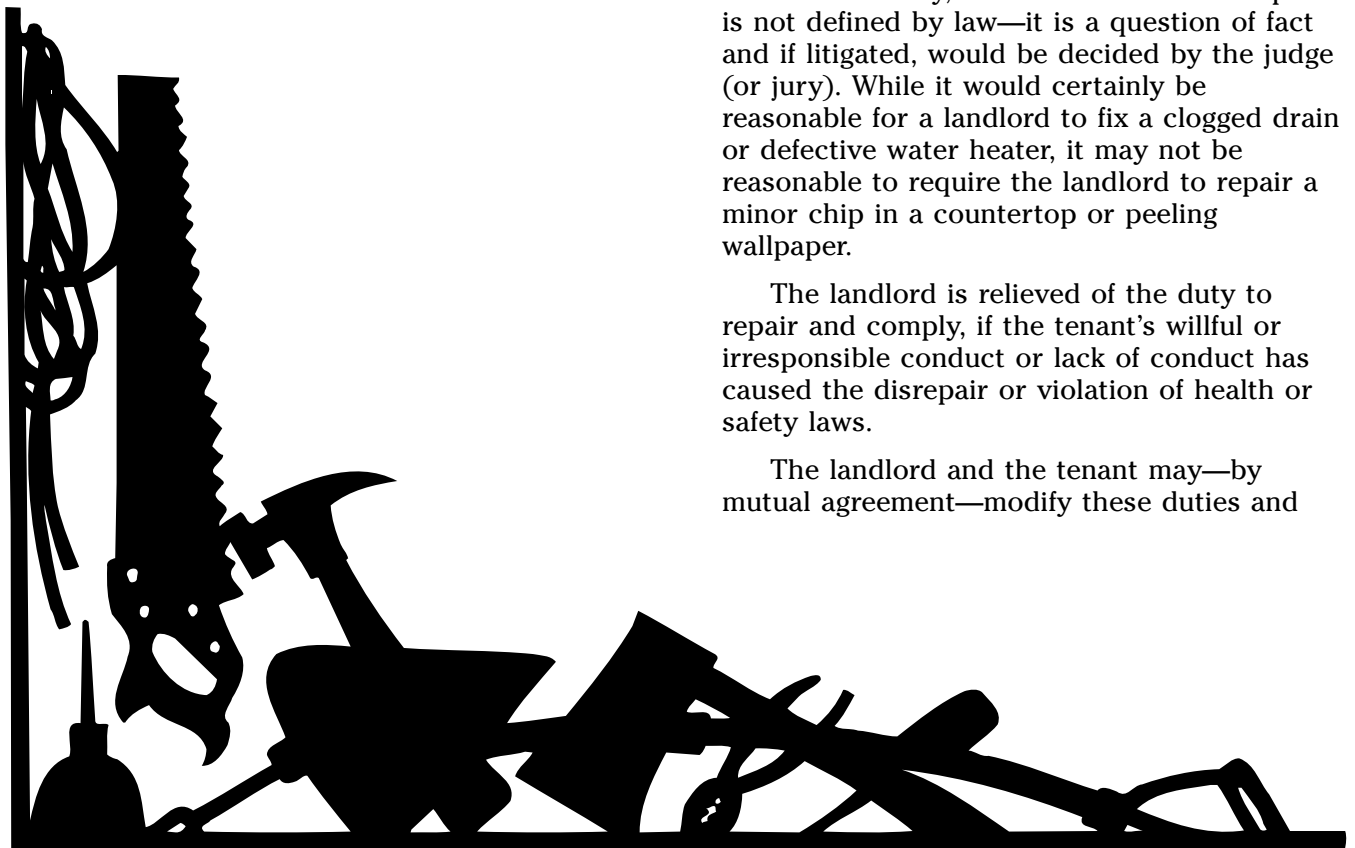 is not defined by law—it is a question of fact
and if litigated, would be decided by the judge
(or jury). While it would certainly be
reasonable for a landlord to fix a clogged drain
or defective water heater, it may not be
reasonable to require the landlord to repair a
minor chip in a countertop or peeling
wallpaper.
The landlord is relieved of the duty to
repair and comply, if the tenant’s willful or
irresponsible conduct or lack of conduct has
caused the disrepair or violation of health or
safety laws.
The landlord and the tenant may—by
mutual agreement—modify these duties and